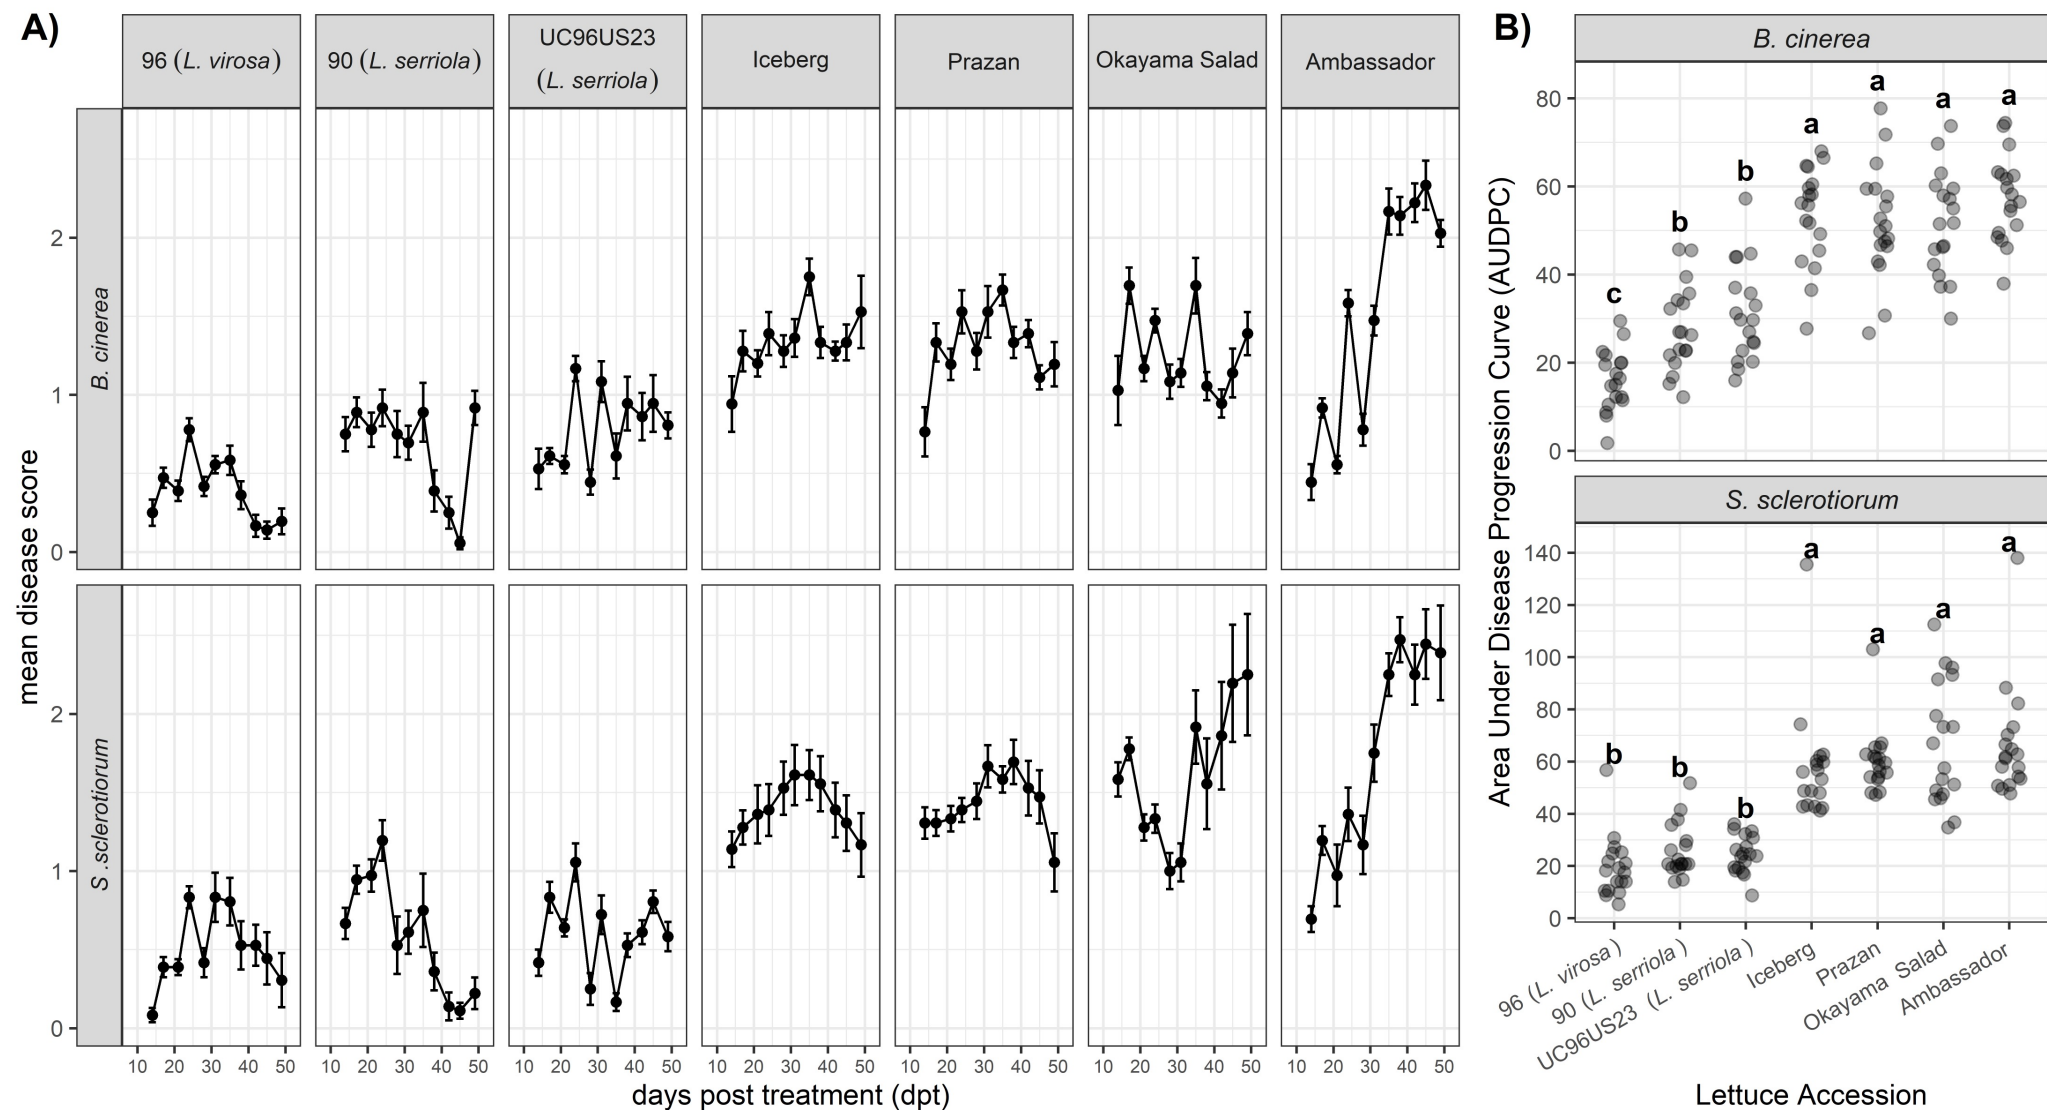 A)
96 (L. virosa)
90 (L. serriola)
UC96US23
(L. serriola)
Iceberg
Prazan
Okayama Salad
Ambassador
mean disease score
B. cinerea
2
1
0
S .sclerotiorum
2
1
0
10 20 30 40 50 10 20 30 40 50 10 20 30 40 50 10 20 30 40 50 10 20 30 40 50 10 20 30 40 50 10 20 30 40 50
days post treatment (dpt)
B)
Area Under Disease Progression Curve (AUDPC)
B. cinerea
80
60
40
20
0
c
b
b
a
a
a
a
S. sclerotiorum
140
120
100
80
60
40
20
0
b
b
b
a
a
a
a
96 (L. virosa )
90 (L. serriola )
UC96US23 (L. serriola )
Iceberg
Prazan
Okayama Salad
Ambassador
Lettuce Accession